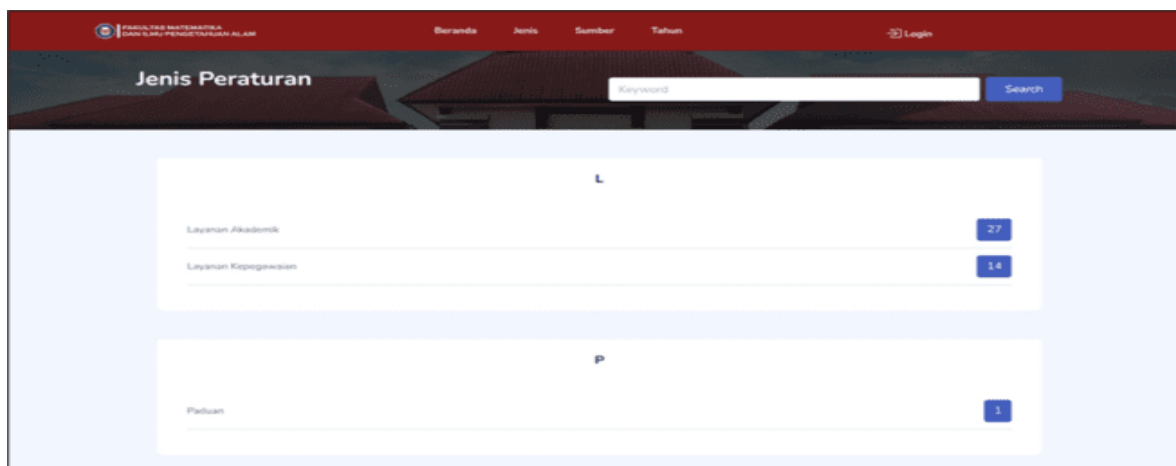 FAKULTAS MATEMATIKA
DAN ILMU PENGETAHUAN ALAM
Beranda Jenis Sumber Tahun Login
Jenis Peraturan
Keyword Search
L
Layanan Akademik 27
Layanan Kepegawaian 14
P
Paduan 1